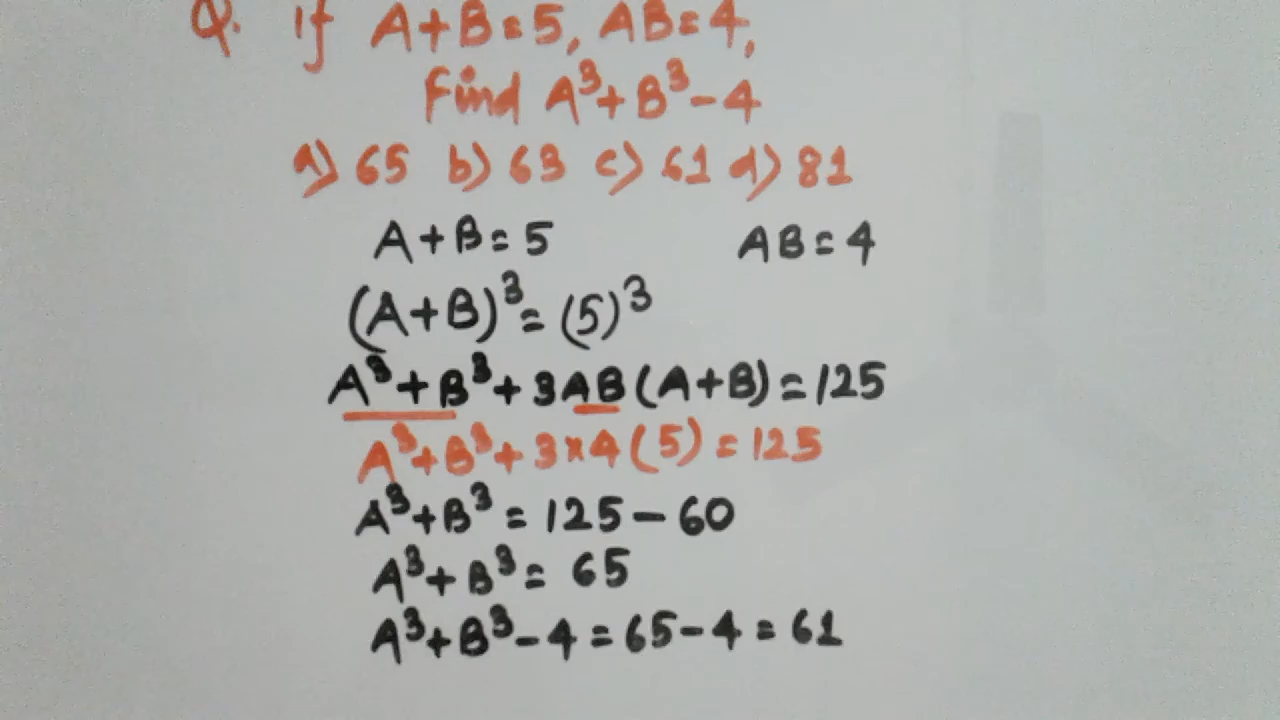 Q. If A+B=5, AB=4,
Find A³+B³-4
a) 65 b) 63 c) 61 d) 81
A+B=5 AB=4
(A+B)³=(5)³
A³+B³+3AB(A+B)=125
A³+B³+3×4(5)=125
A³+B³=125-60
A³+B³=65
A³+B³-4=65-4=61